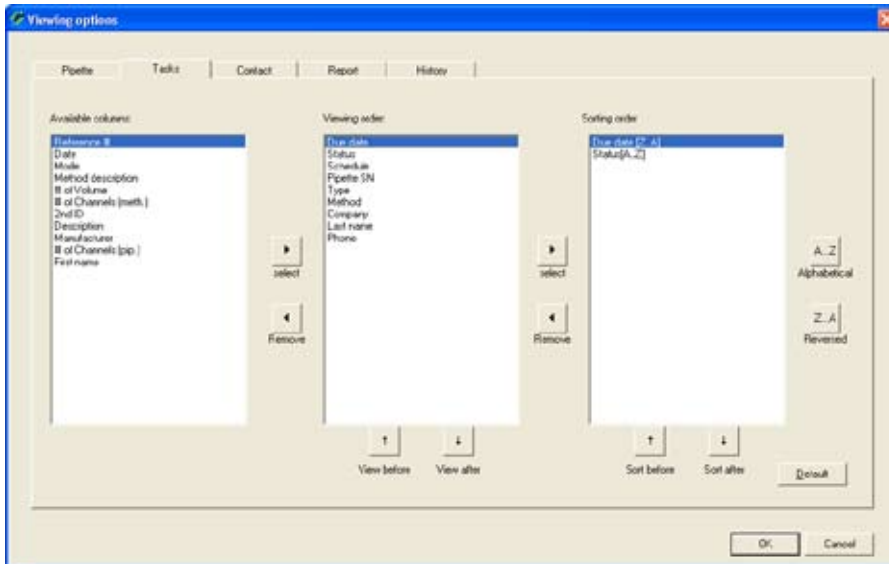 Viewing options
Pipette Tasks Contact Report History
Available columns:
Reference #
Date
Mode
Method description
# of Volume
# of Channels (meth.)
2nd ID
Description
Manufacturer
# of Channels (pip.)
First name
select
Remove
Viewing order:
Due date
Status
Schedule
Pipette SN
Type
Method
Company
Last name
Phone
View before View after
select
Remove
Sorting order
Due date [Z..A]
Status[A..Z]
Sort before Sort after
A..Z
Alphabetical
Z..A
Reversed
Default
OK Cancel